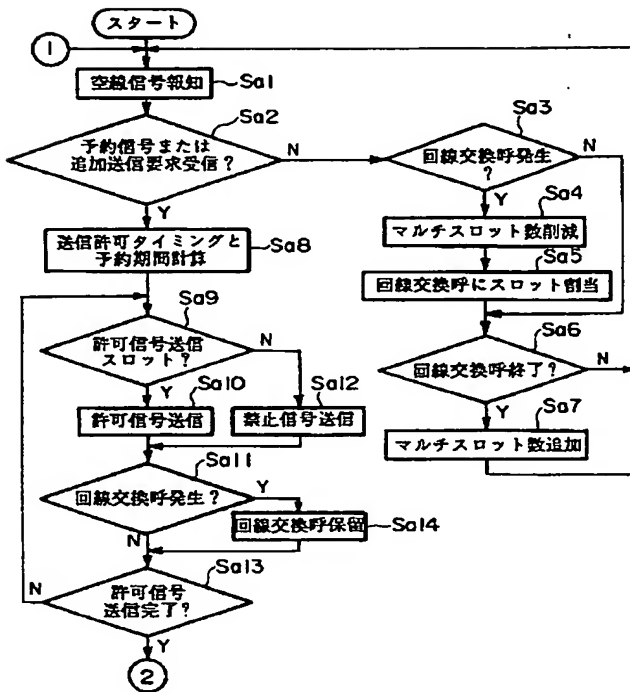 スタート
1
空線信号報知
Sa1
Sa2
予約信号または
追加送信要求受信?
N
Y
Sa3
回線交換呼発生
?
N
Y
Sa4
マルチスロット数削減
Sa5
回線交換呼にスロット割当
Sa6
回線交換呼終了?
N
Y
Sa7
マルチスロット数追加
送信許可タイミングと
予約期間計算
Sa8
Sa9
許可信号送信
スロット?
N
Y
Sa10
許可信号送信
Sa12
禁止信号送信
Sa11
回線交換呼発生?
Y
N
回線交換呼保留
Sa14
Sa13
許可信号
送信完了?
N
Y
2